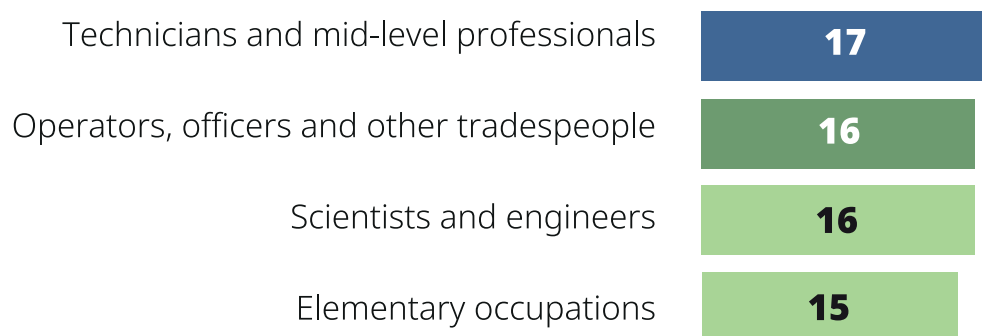 Technicians and mid-level professionals 17
Operators, officers and other tradespeople 16
Scientists and engineers 16
Elementary occupations 15